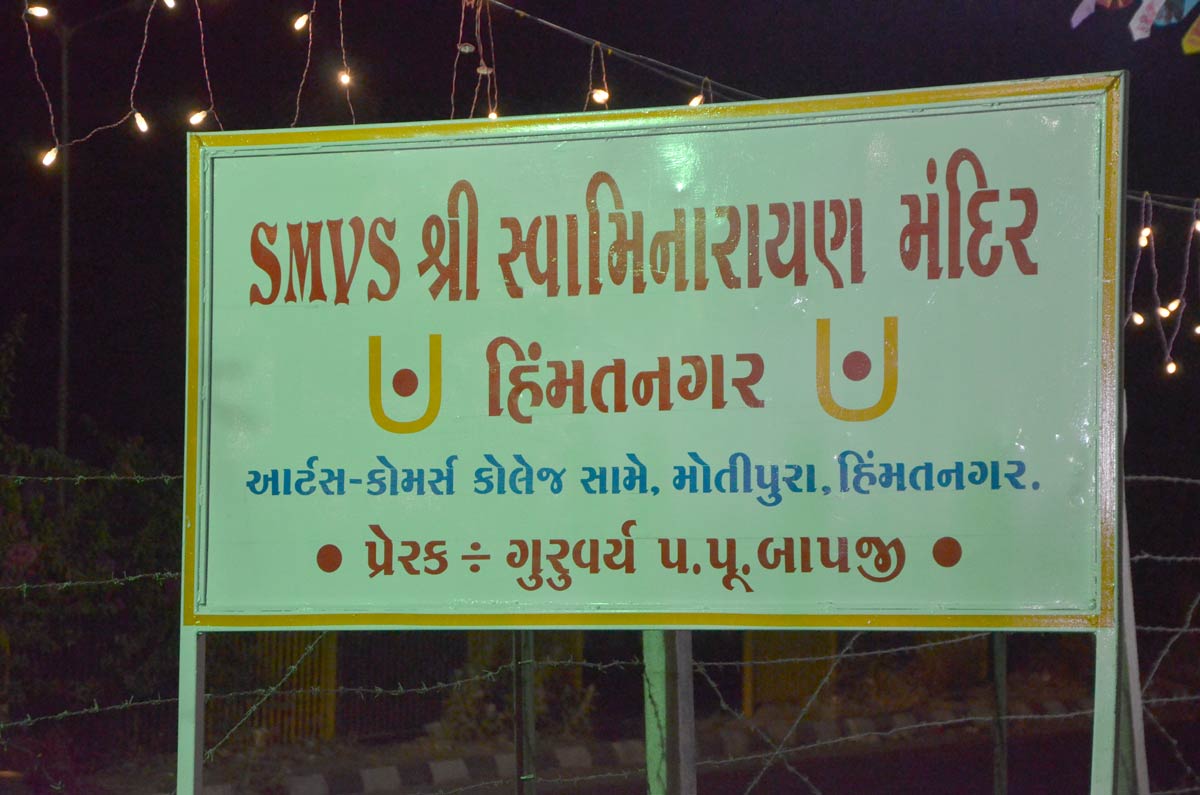 SMVS શ્રી સ્વામિનારાયણ મંદિર
હિંમતનગર
આર્ટસ-કોમર્સ કોલેજ સામે, મોતીપુરા, હિંમતનગર.
• પ્રેરક ÷ ગુરુવર્ય પ.પૂ.બાપજી •